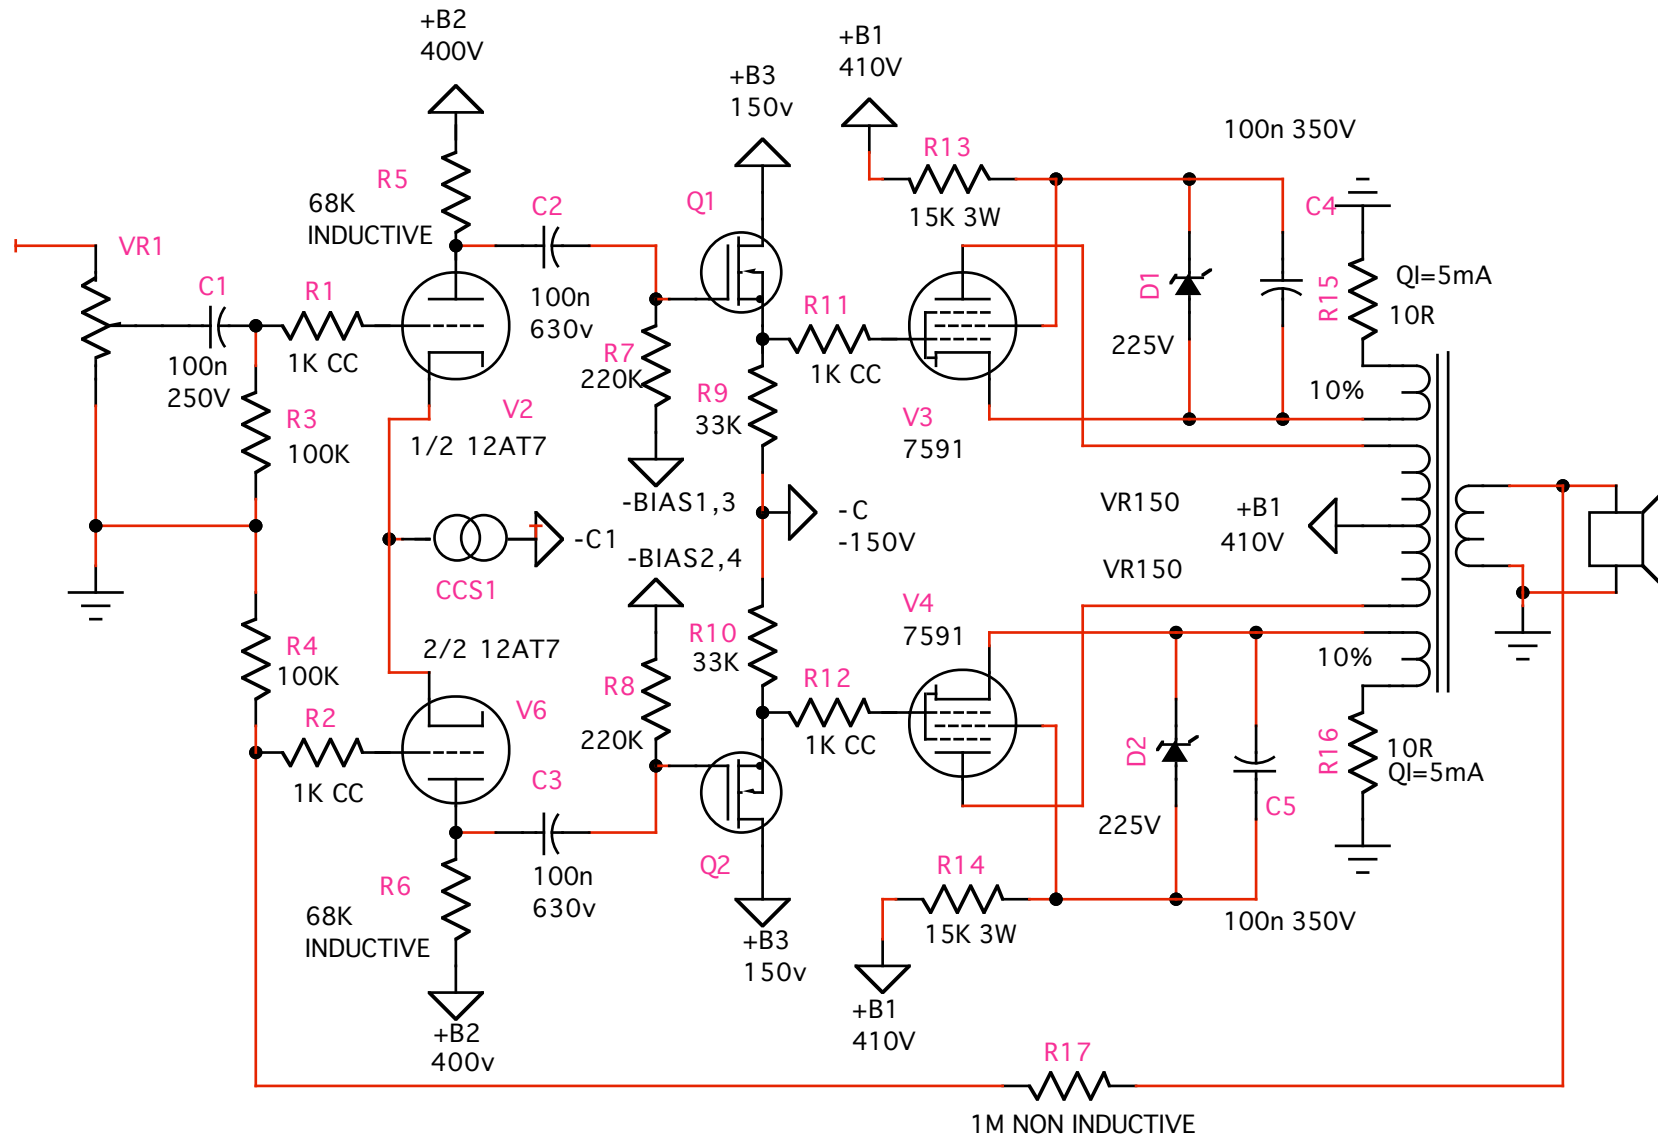 +B2
400V
+B1
410V
+B3
150v
100n 350V
R13
R5
Q1
C2
68K
INDUCTIVE
15K 3W
C4
VR1
C1
R1
QI=5mA
10R
R15
D1
100n
630v
R11
225V
100n
250V
1K CC
R7
220K
1K CC
R9
33K
10%
R3
100K
V2
1/2 12AT7
V3
7591
-BIAS1,3
VR150
+B1
410V
-C
-150V
-C1
-BIAS2,4
CCS1
VR150
V4
7591
R4
100K
2/2 12AT7
R10
33K
10%
R2
V6
R8
R12
1K CC
220K
1K CC
D2
R16
10R
QI=5mA
C3
C5
225V
R6
100n
630v
Q2
R14
68K
INDUCTIVE
15K 3W
100n 350V
+B3
150v
+B2
400v
+B1
410V
R17
1M NON INDUCTIVE